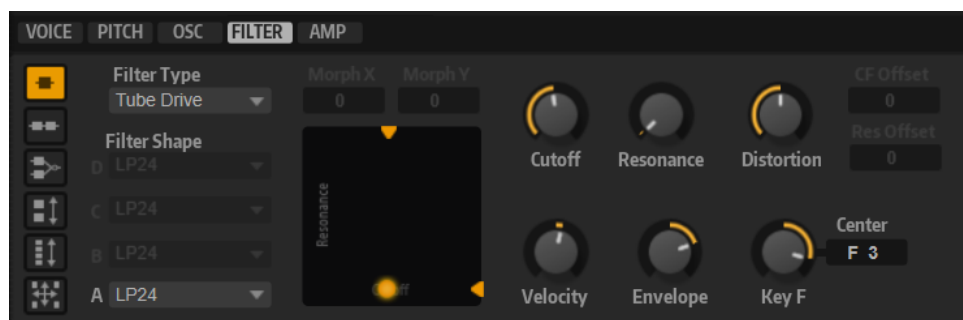 VOICE PITCH OSC FILTER AMP
Filter Type
Tube Drive
Filter Shape
D LP24
C LP24
B LP24
A LP24
Morph X Morph Y
0 0
Resonance
Cutoff
Cutoff Resonance Distortion
CF Offset
0
Res Offset
0
Velocity Envelope Key F
Center
F 3